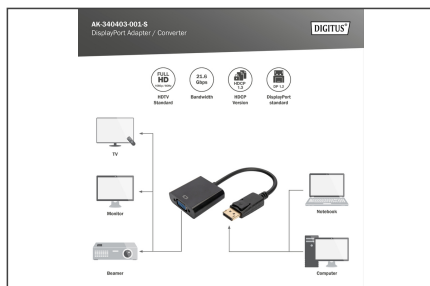 AK-340403-001-S
DisplayPort Adapter / Converter
DIGITUS®
FULL
HD
21.6
Gbps
HDCP
1.3
DP 1.2
HDTV
Standard
Bandwidth
HDCP
Version
DisplayPort
standard
TV
Monitor
Notebook
Beamer
Computer